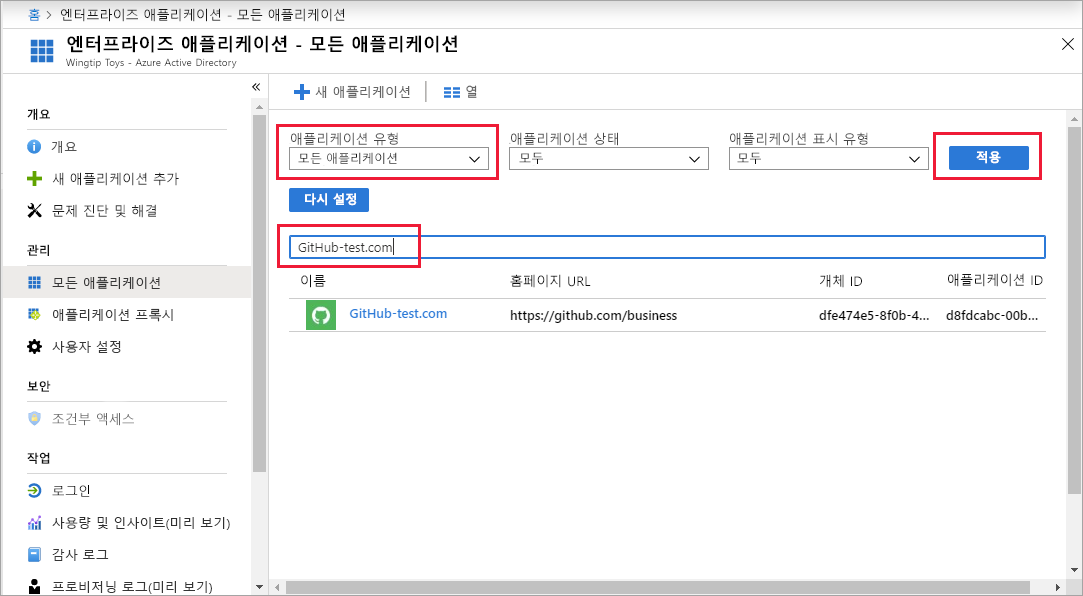 홈 > 엔터프라이즈 애플리케이션 - 모든 애플리케이션
엔터프라이즈 애플리케이션 - 모든 애플리케이션
Wingtip Toys - Azure Active Directory
개요
개요
새 애플리케이션 추가
문제 진단 및 해결
관리
모든 애플리케이션
애플리케이션 프록시
사용자 설정
보안
조건부 액세스
작업
로그인
사용량 및 인사이트(미리 보기)
감사 로그
프로비저닝 로그(미리 보기)
새 애플리케이션 열
애플리케이션 유형 애플리케이션 상태 애플리케이션 표시 유형
모든 애플리케이션 모두 모두 적용
다시 설정
GitHub-test.com
이름 홈페이지 URL 개체 ID 애플리케이션 ID
GitHub-test.com https://github.com/business dfe474e5-8f0b-4... d8fdcabc-00b...